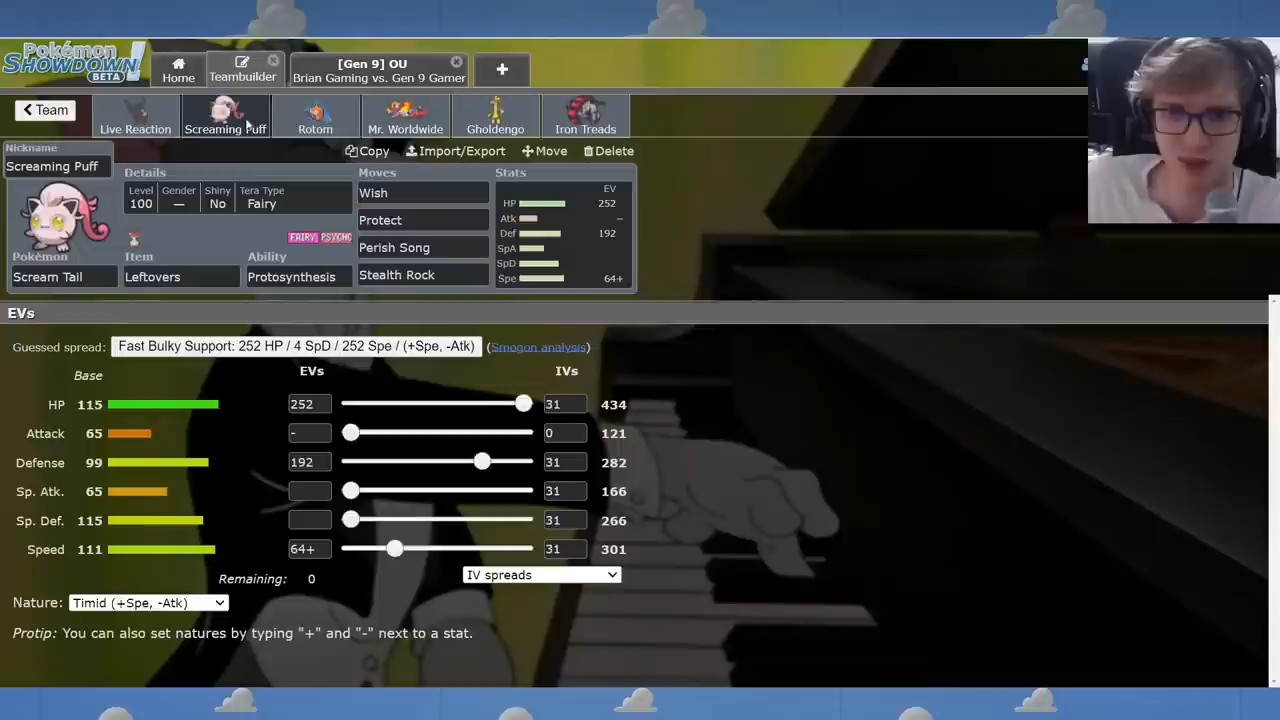 Pokémon
SHOWDOWN!
BETA
Home
Teambuilder
[Gen 9] OU
Brian Gaming vs. Gen 9 Gamer
+
Team
Live Reaction
Screaming Puff
Rotom
Mr. Worldwide
Gholdengo
Iron Treads
Copy
Import/Export
Move
Delete
Nickname
Screaming Puff
Details
Level
100
Gender
—
Shiny
No
Tera Type
Fairy
FAIRY PSYCHC
Pokémon
Scream Tail
Item
Leftovers
Ability
Protosynthesis
Moves
Wish
Protect
Perish Song
Stealth Rock
Stats
EV
HP 252
Atk –
Def 192
SpA
SpD
Spe 64+
EVs
Guessed spread: Fast Bulky Support: 252 HP / 4 SpD / 252 Spe / (+Spe, -Atk) (Smogon analysis)
Base EVs IVs
HP 115 252 31 434
Attack 65 - 0 121
Defense 99 192 31 282
Sp. Atk. 65 31 166
Sp. Def. 115 31 266
Speed 111 64+ 31 301
Remaining: 0
IV spreads
Nature: Timid (+Spe, -Atk)
Protip: You can also set natures by typing "+" and "-" next to a stat.